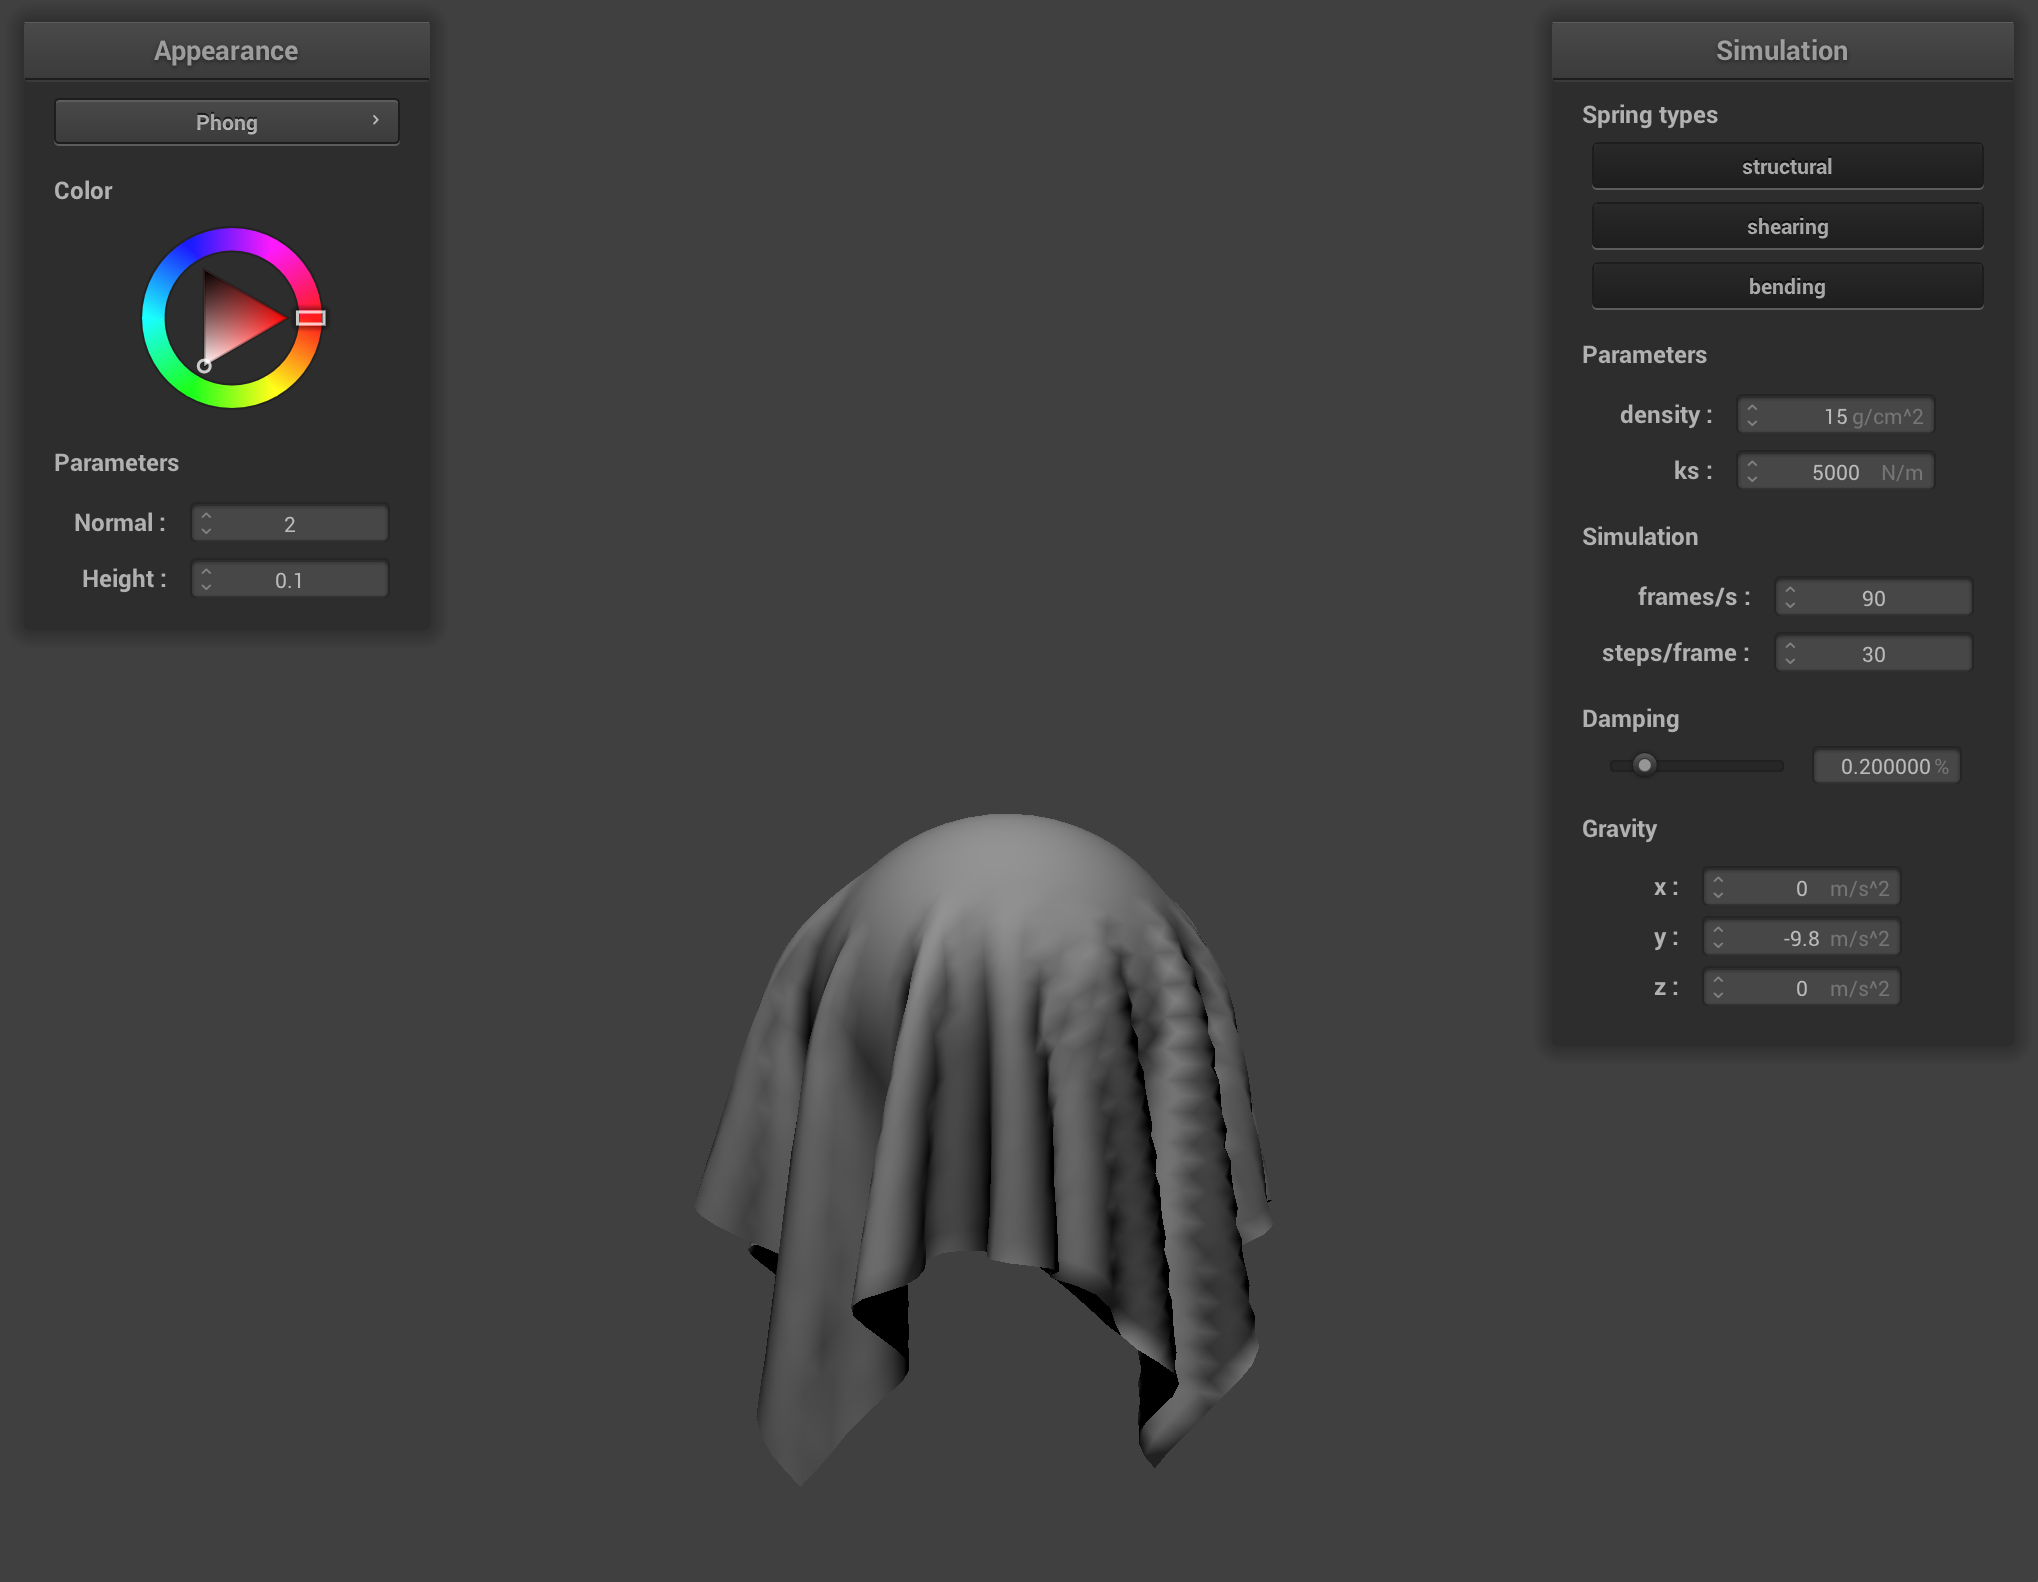 Appearance
Phong
Color
Parameters
Normal : 2
Height : 0.1
Simulation
Spring types
structural
shearing
bending
Parameters
density : 15 g/cm^2
ks : 5000 N/m
Simulation
frames/s : 90
steps/frame : 30
Damping
0.200000 %
Gravity
x : 0 m/s^2
y : -9.8 m/s^2
z : 0 m/s^2